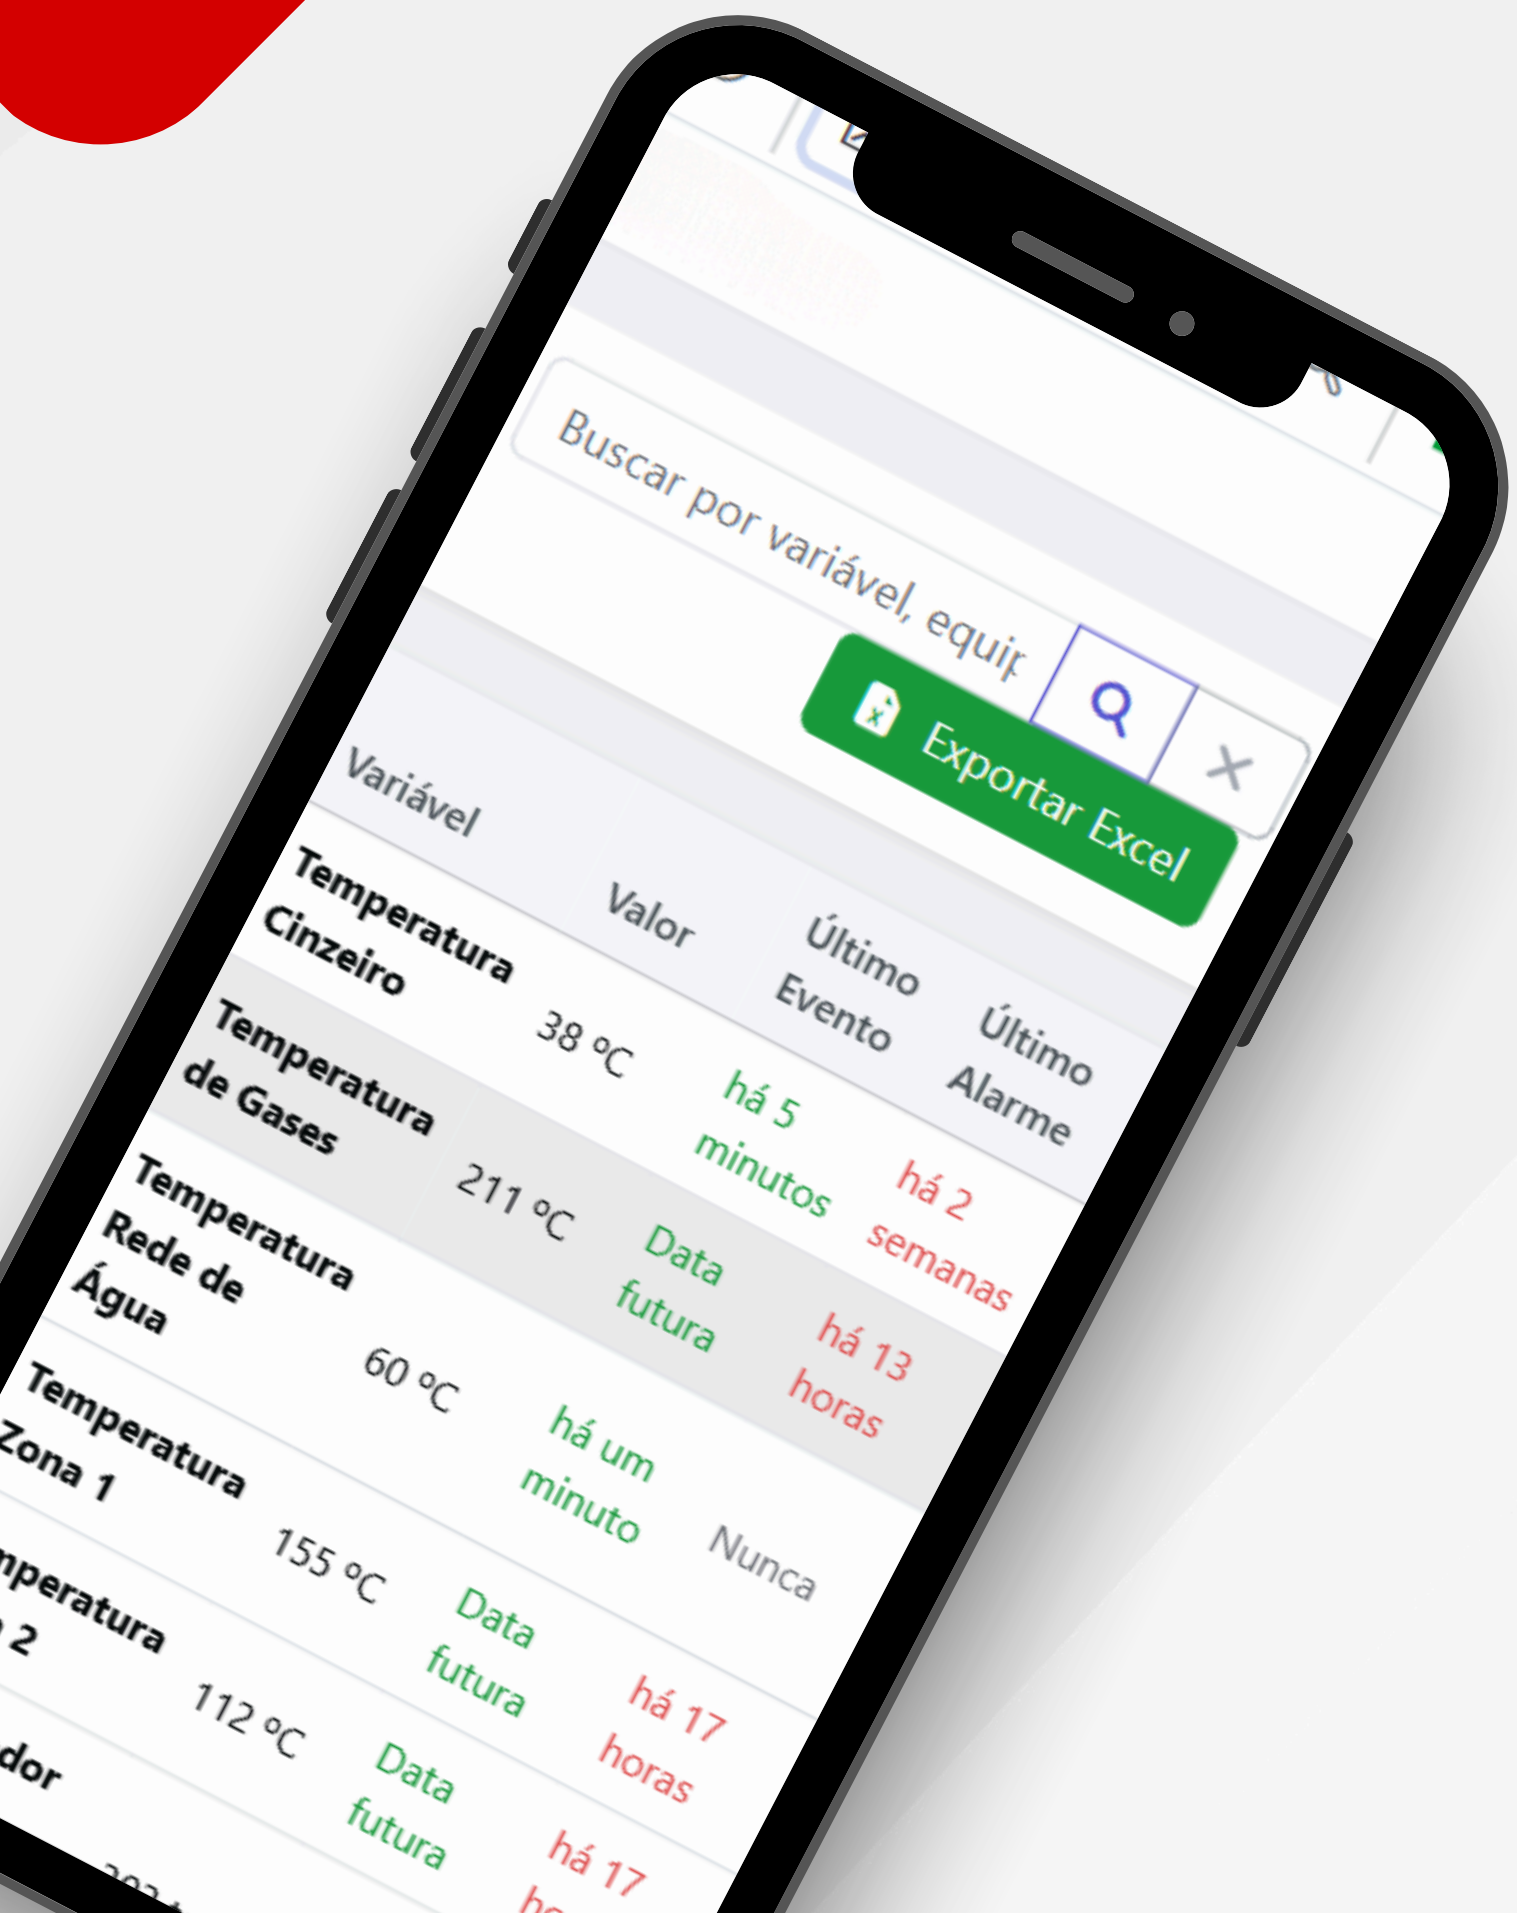 Buscar por variável, equip
Exportar Excel
Variável
Valor
Último
Evento
Último
Alarme
Temperatura
Cinzeiro
38 ºC
há 5
minutos
há 2
semanas
Temperatura
de Gases
211 ºC
Data
futura
há 13
horas
Temperatura
Rede de
Água
60 ºC
há um
minuto
Nunca
Temperatura
Zona 1
155 ºC
Data
futura
há 17
horas
mperatura
2
112 ºC
Data
futura
há 17
dor